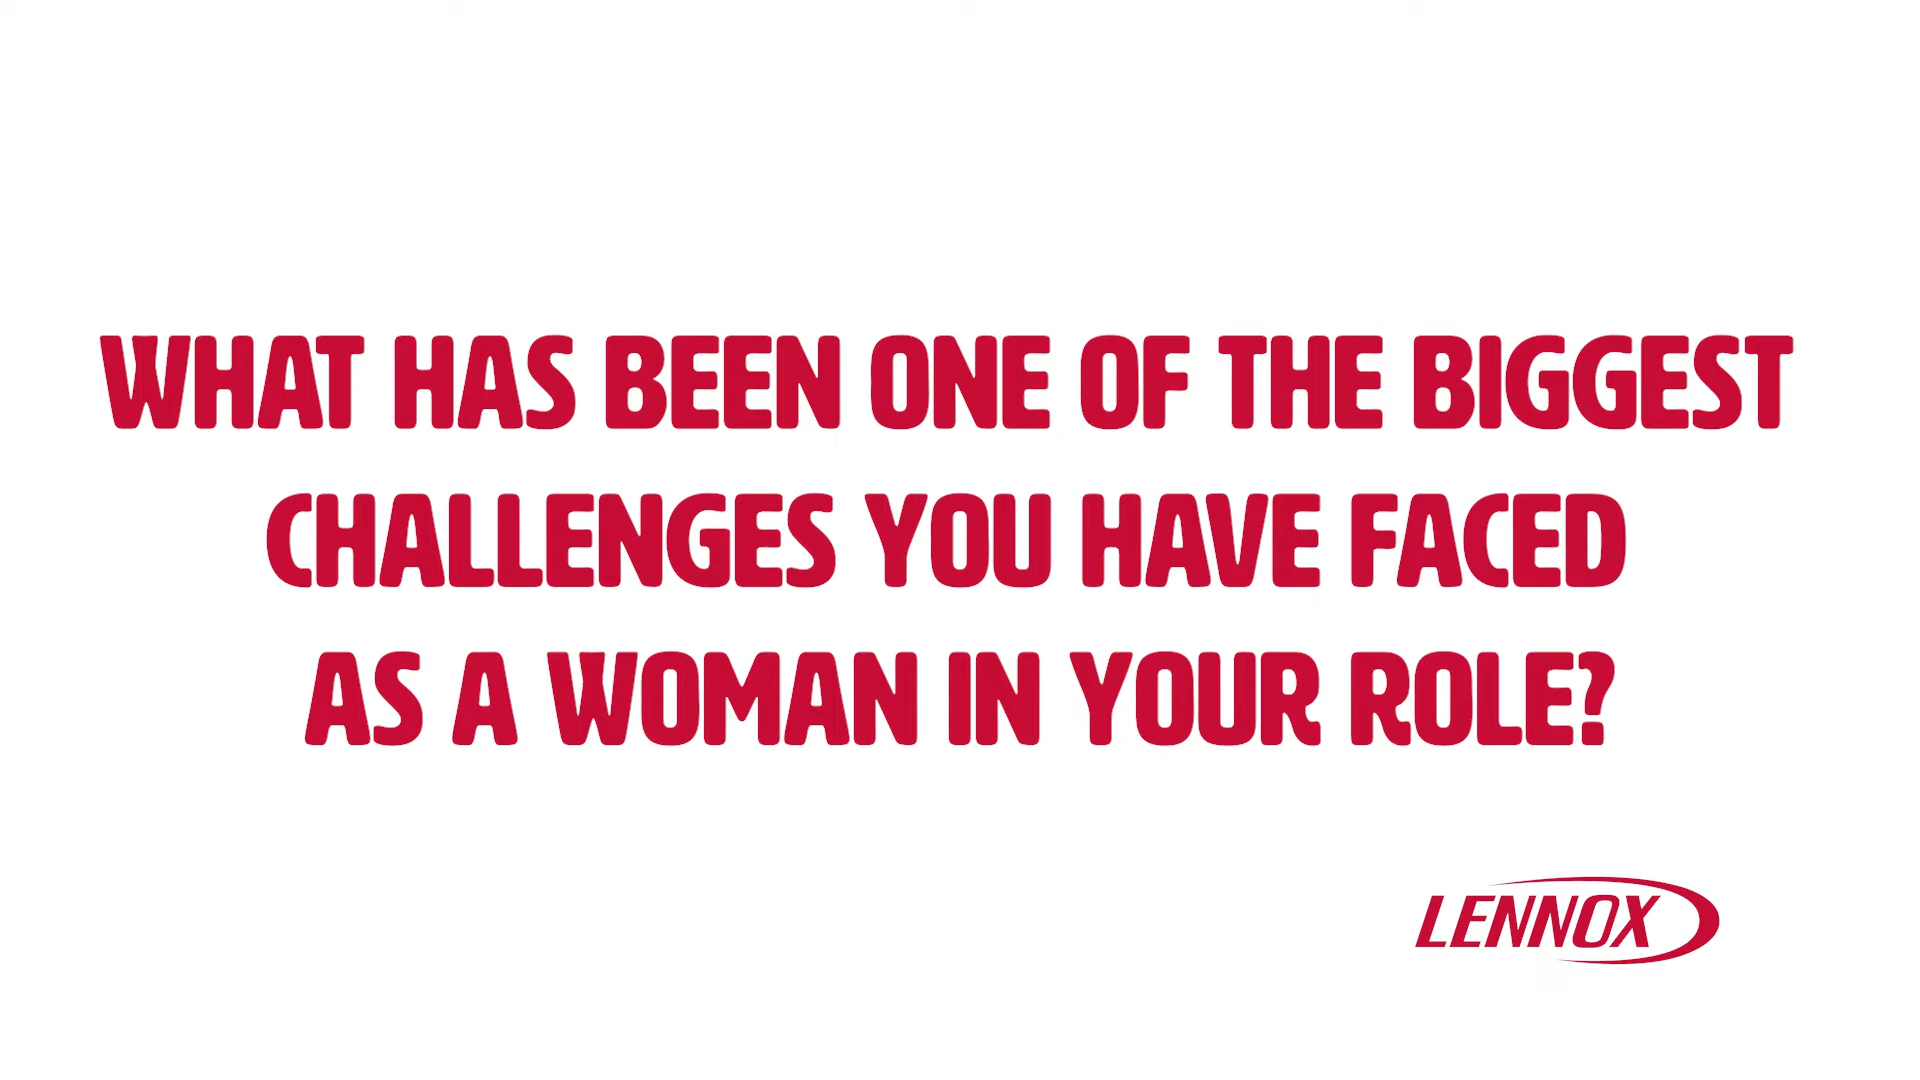 WHAT HAS BEEN ONE OF THE BIGGEST
CHALLENGES YOU HAVE FACED
AS A WOMAN IN YOUR ROLE?
LENNOX